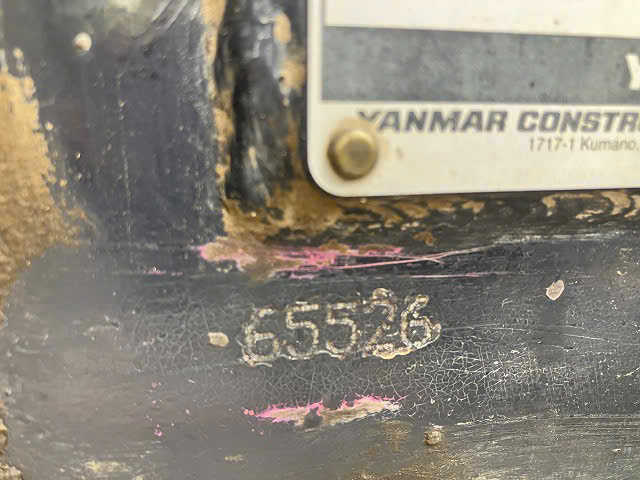 YANMAR CONSTR
1717-1 Kumano,
65526